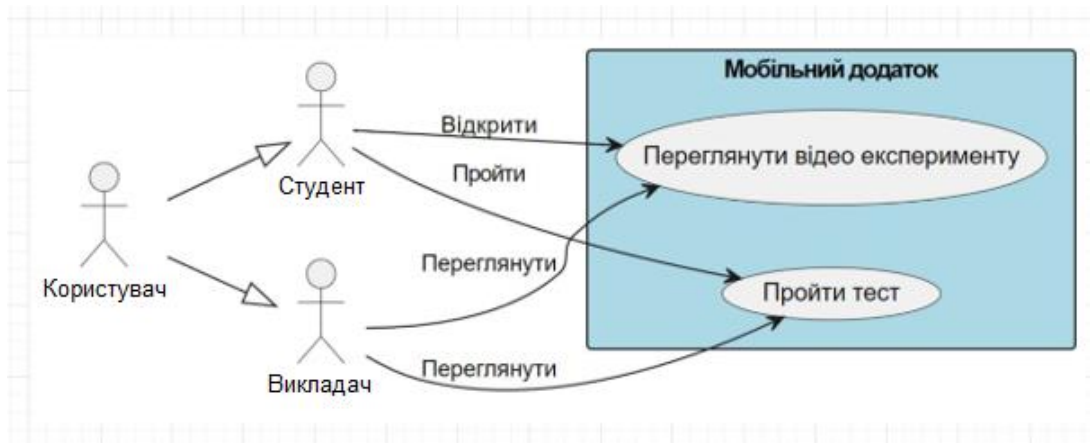 Мобільний додаток
Відкрити
Переглянути відео експерименту
Пройти
Студент
Переглянути
Користувач
Пройти тест
Переглянути
Викладач